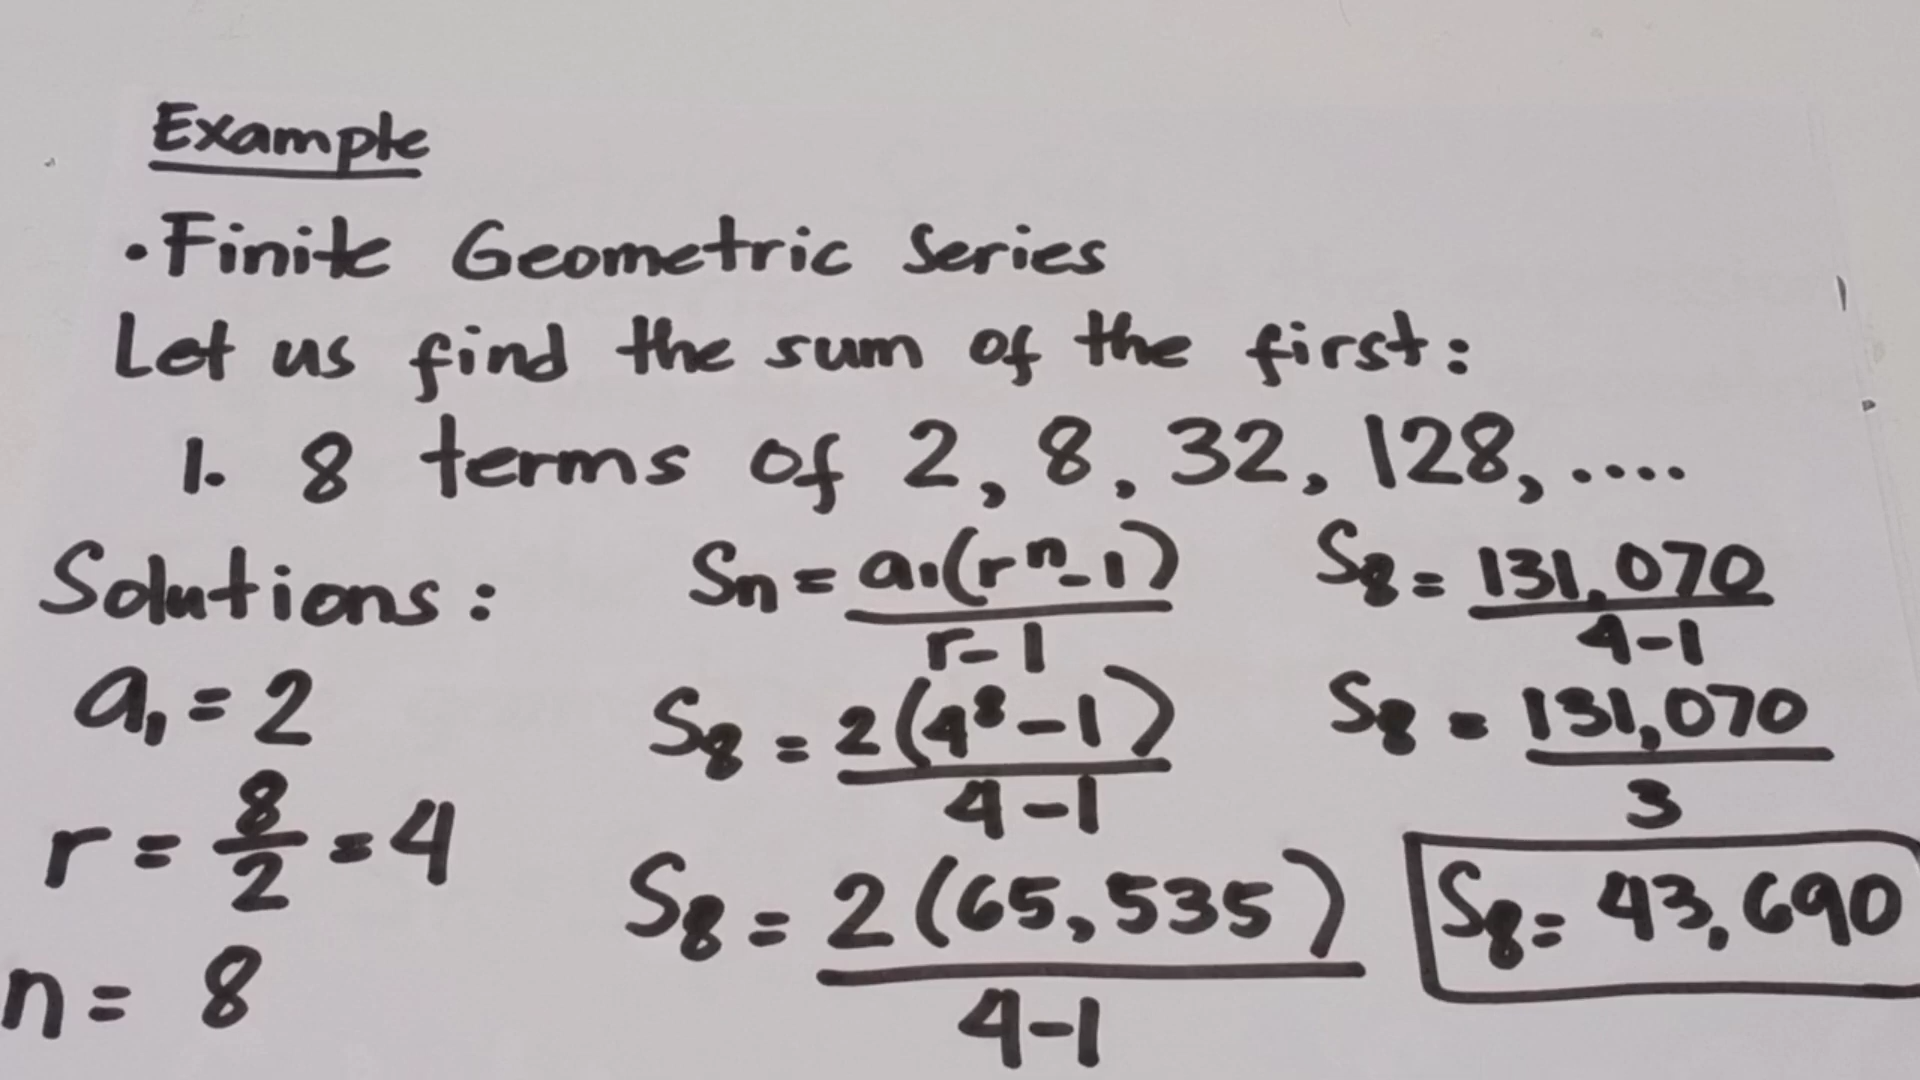 Example
• Finite Geometric Series
Let us find the sum of the first:
1. 8 terms of 2, 8, 32, 128, ....
Solutions:
a₁ = 2
r = 8/2 = 4
n = 8
Sn = a₁(rⁿ-1)/r-1
S₈ = 2(4⁸-1)/4-1
S₈ = 2(65,535)/4-1
S₈ = 131,070/4-1
S₈ = 131,070/3
S₈ = 43,690